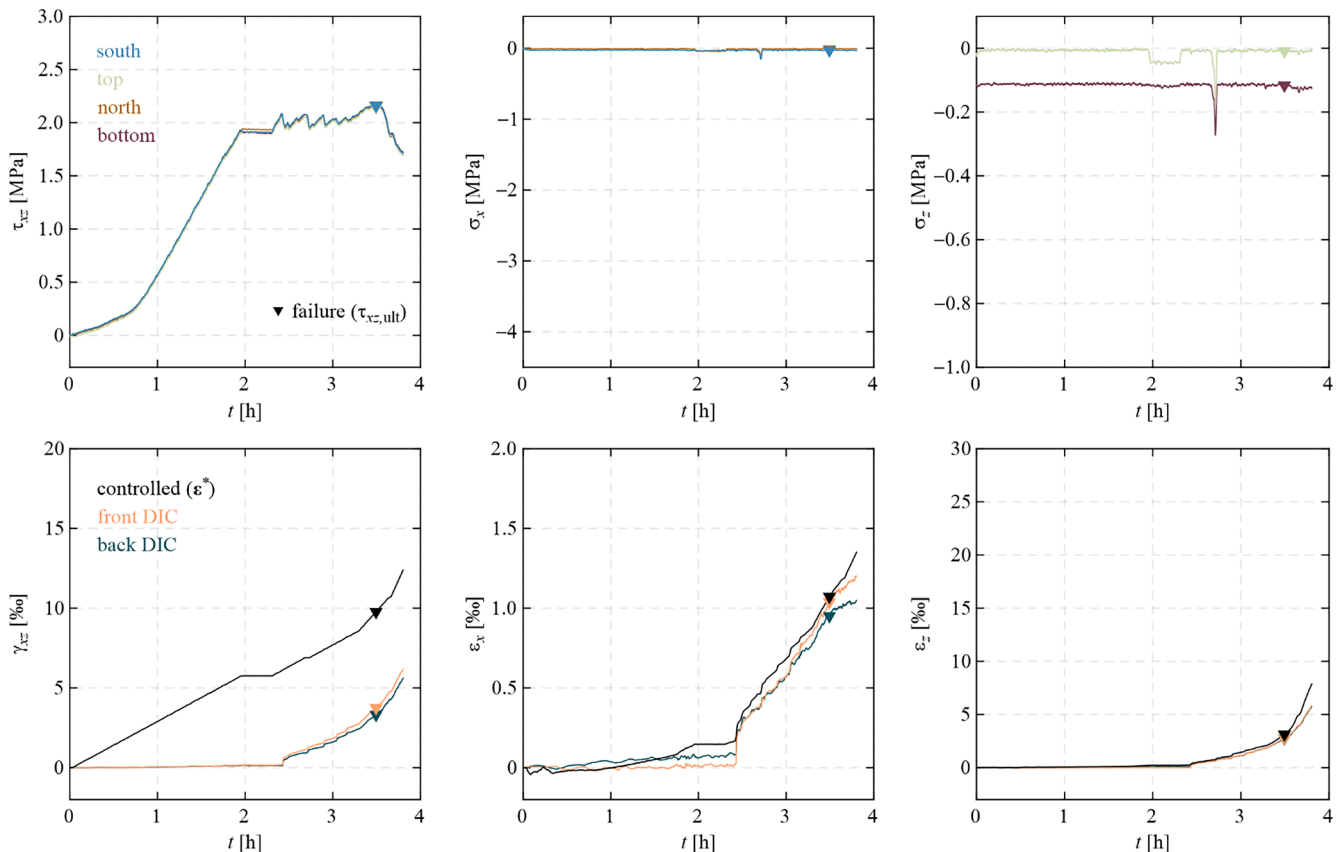 3.0
2.5
2.0
1.5
1.0
0.5
0
τxz [MPa]
south
top
north
bottom
▼ failure (τxz,ult)
0 1 2 3 4
t [h]
0
−1
−2
−3
−4
σx [MPa]
0 1 2 3 4
t [h]
0
−0.2
−0.4
−0.6
−0.8
−1.0
σz [MPa]
0 1 2 3 4
t [h]
20
15
10
5
0
γxz [‰]
controlled (ε*)
front DIC
back DIC
0 1 2 3 4
t [h]
2.0
1.5
1.0
0.5
0
εx [‰]
0 1 2 3 4
t [h]
30
25
20
15
10
5
0
εz [‰]
0 1 2 3 4
t [h]